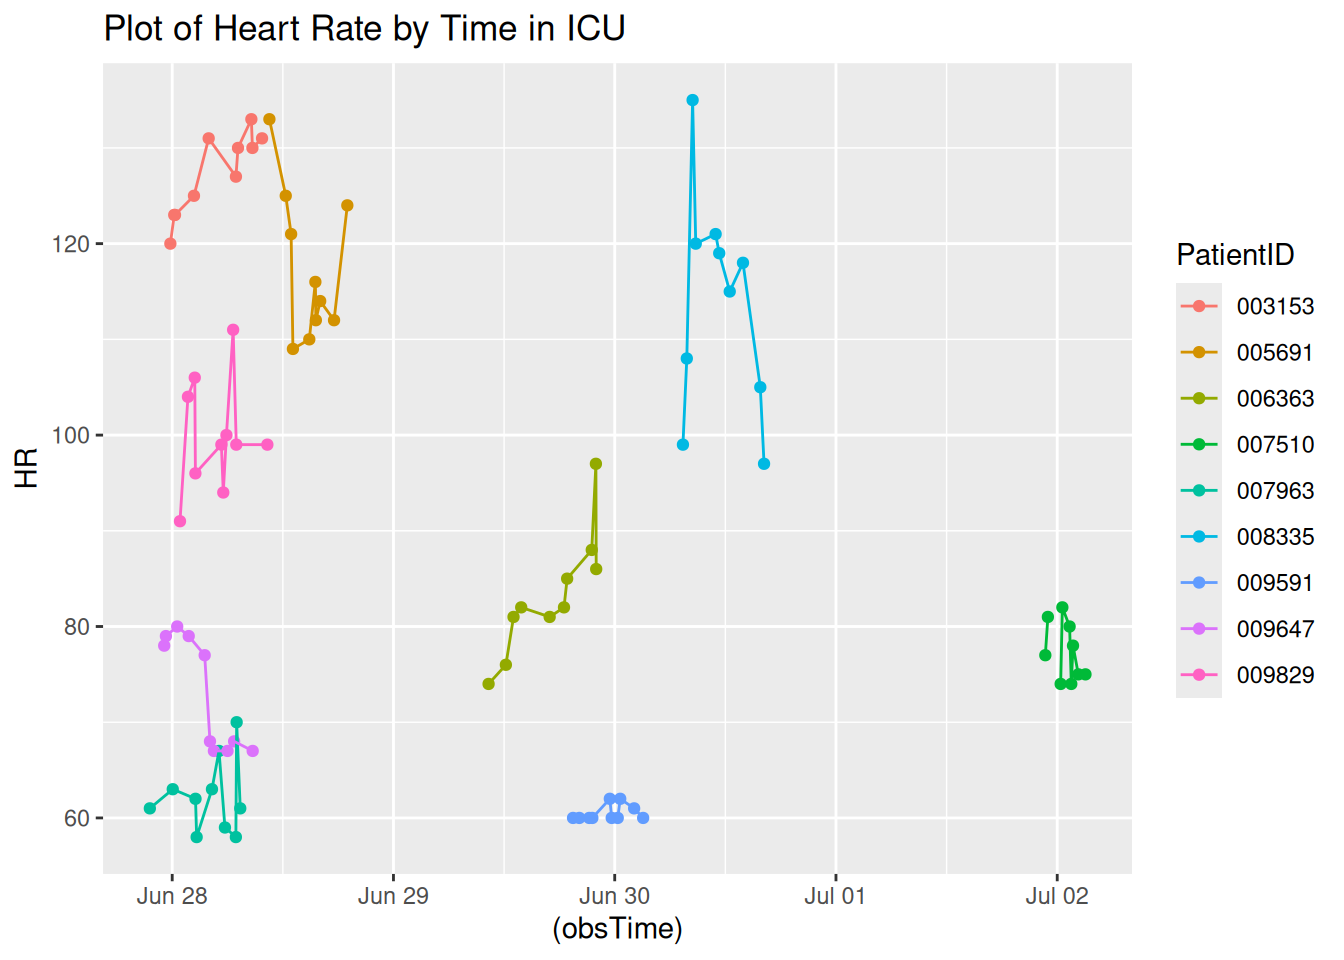 Plot of Heart Rate by Time in ICU
HR
120
100
80
60
Jun 28 Jun 29 Jun 30 Jul 01 Jul 02
(obsTime)
PatientID
003153
005691
006363
007510
007963
008335
009591
009647
009829